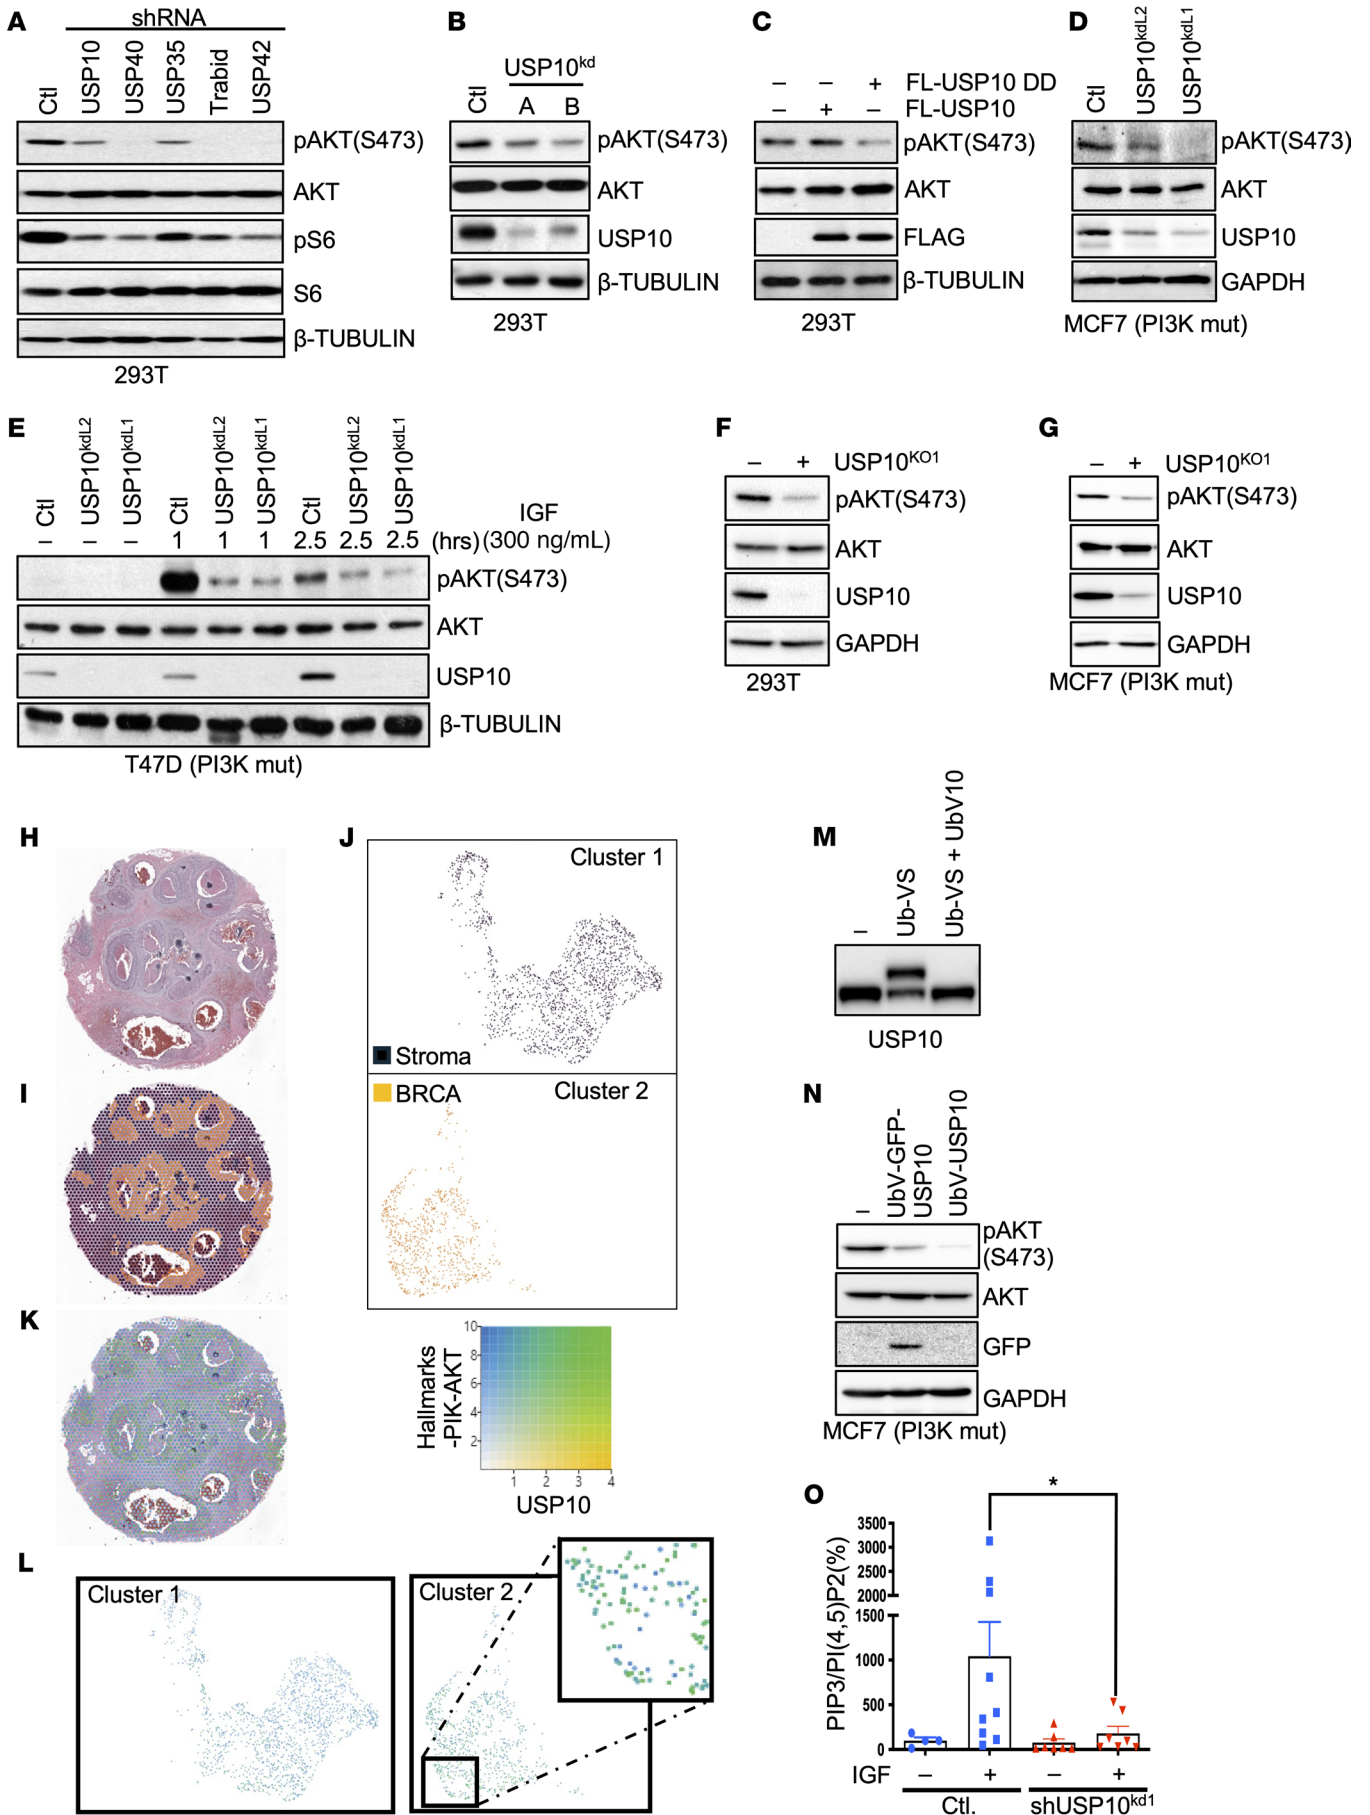 A
shRNA
Ctl
USP10
USP40
USP35
Trabid
USP42
pAKT(S473)
AKT
pS6
S6
β-TUBULIN
293T
B
USP10kd
Ctl
A
B
pAKT(S473)
AKT
USP10
β-TUBULIN
293T
C
– – + FL-USP10 DD
– + – FL-USP10
pAKT(S473)
AKT
FLAG
β-TUBULIN
293T
D
Ctl
USP10kdL2
USP10kdL1
pAKT(S473)
AKT
USP10
GAPDH
MCF7 (PI3K mut)
E
Ctl
USP10kdL2
USP10kdL1
Ctl
USP10kdL2
USP10kdL1
Ctl
USP10kdL2
USP10kdL1
IGF
– – – 1 1 1 2.5 2.5 2.5 (hrs) (300 ng/mL)
pAKT(S473)
AKT
USP10
β-TUBULIN
T47D (PI3K mut)
F
– + USP10KO1
pAKT(S473)
AKT
USP10
GAPDH
293T
G
– + USP10KO1
pAKT(S473)
AKT
USP10
GAPDH
MCF7 (PI3K mut)
H
I
J
Cluster 1
Stroma
BRCA
Cluster 2
K
Hallmarks
-PIK-AKT
10
8
6
4
2
1 2 3 4
USP10
L
Cluster 1
Cluster 2
M
–
Ub-VS
Ub-VS + UbV10
USP10
N
–
UbV-GFP-
USP10
UbV-USP10
pAKT
(S473)
AKT
GFP
GAPDH
MCF7 (PI3K mut)
O
*
PIP3/PI(4,5)P2(%)
3500
3000
2500
2000
1500
1000
500
0
IGF – + – +
Ctl. shUSP10kd1